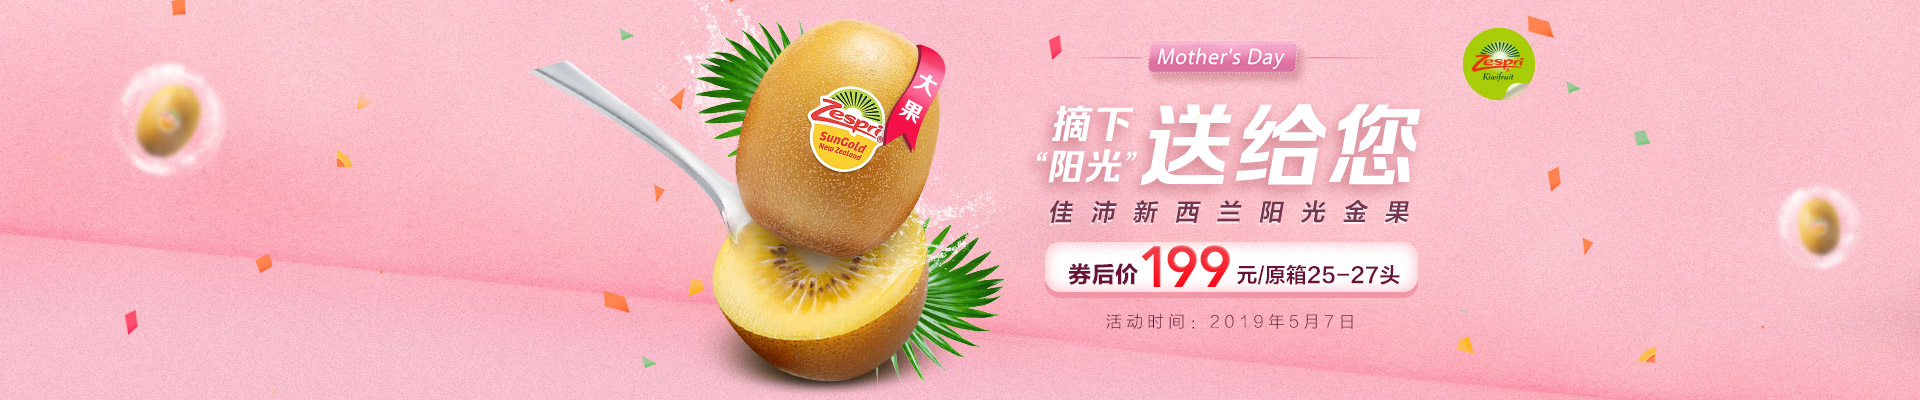 大果
Zespri
SunGold
New Zealand
Mother's Day
摘下
“阳光”
送给您
佳沛新西兰阳光金果
券后价199元/原箱25-27头
活动时间：2019年5月7日
Zespri
Kiwifruit